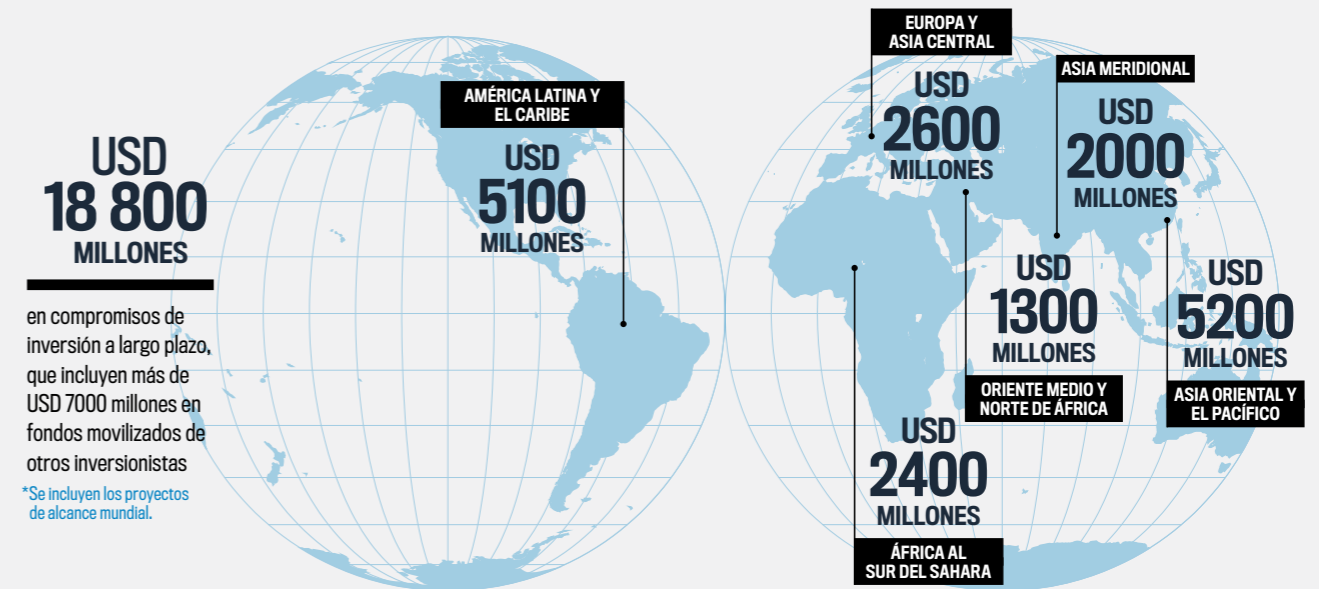 USD
18 800
MILLONES
en compromisos de
inversión a largo plazo,
que incluyen más de
USD 7000 millones en
fondos movilizados de
otros inversionistas
*Se incluyen los proyectos
de alcance mundial.
AMÉRICA LATINA Y
EL CARIBE
USD
5100
MILLONES
EUROPA Y
ASIA CENTRAL
USD
2600
MILLONES
ASIA MERIDIONAL
USD
2000
MILLONES
USD
1300
MILLONES
ORIENTE MEDIO Y
NORTE DE ÁFRICA
USD
5200
MILLONES
ASIA ORIENTAL Y
EL PACÍFICO
USD
2400
MILLONES
ÁFRICA AL
SUR DEL SAHARA